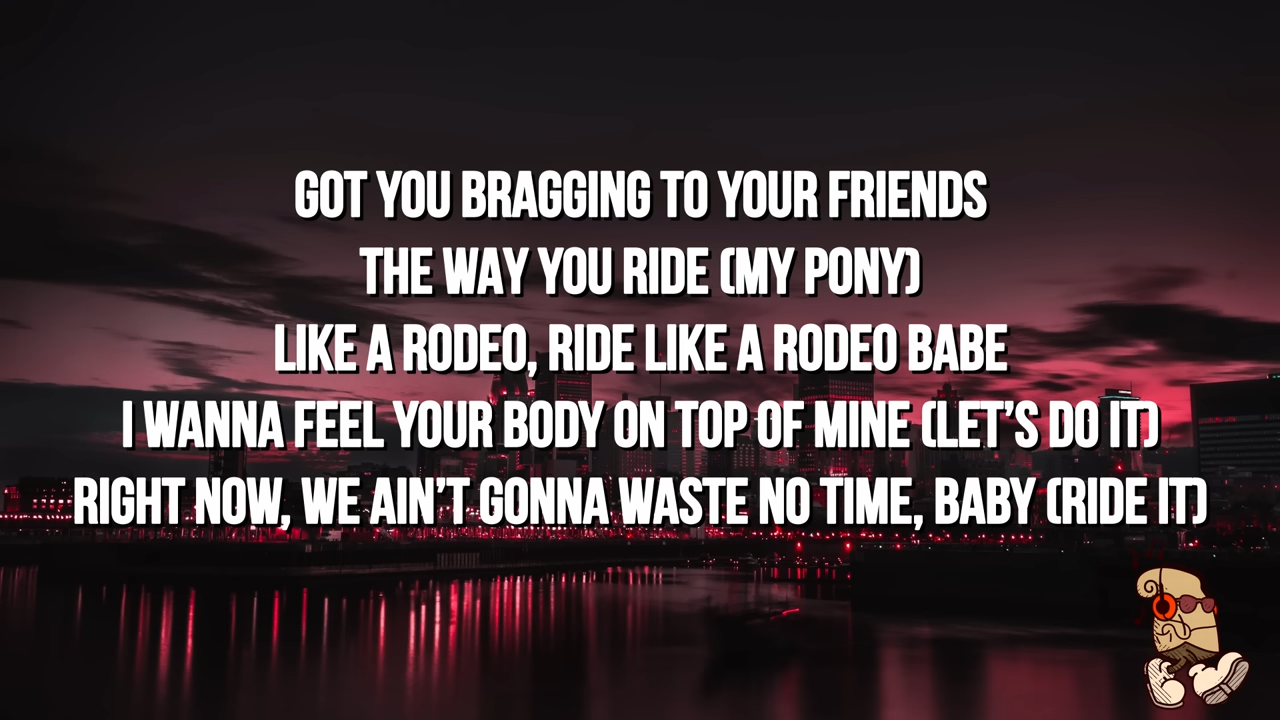 GOT YOU BRAGGING TO YOUR FRIENDS
THE WAY YOU RIDE (MY PONY)
LIKE A RODEO, RIDE LIKE A RODEO BABE
I WANNA FEEL YOUR BODY ON TOP OF MINE (LET'S DO IT)
RIGHT NOW, WE AIN'T GONNA WASTE NO TIME, BABY (RIDE IT)